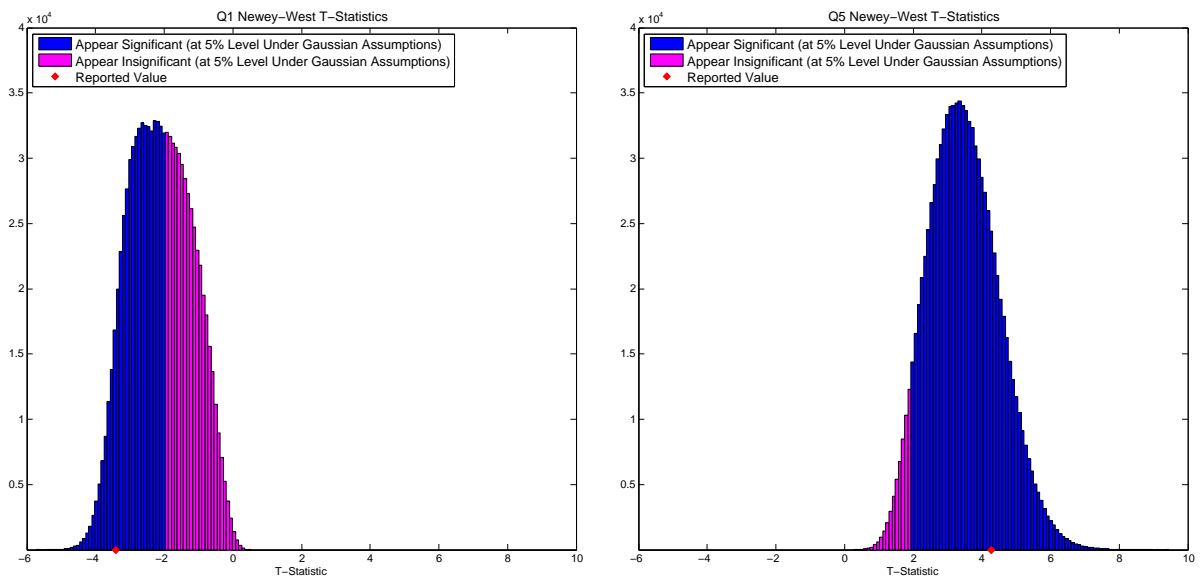 Q1 Newey−West T−Statistics
x 10⁴
4
3.5
3
2.5
2
1.5
1
0.5
−6 −4 −2 0 2 4 6 8 10
T−Statistic
Appear Significant (at 5% Level Under Gaussian Assumptions)
Appear Insignificant (at 5% Level Under Gaussian Assumptions)
Reported Value
Q5 Newey−West T−Statistics
x 10⁴
4
3.5
3
2.5
2
1.5
1
0.5
−6 −4 −2 0 2 4 6 8 10
T−Statistic
Appear Significant (at 5% Level Under Gaussian Assumptions)
Appear Insignificant (at 5% Level Under Gaussian Assumptions)
Reported Value